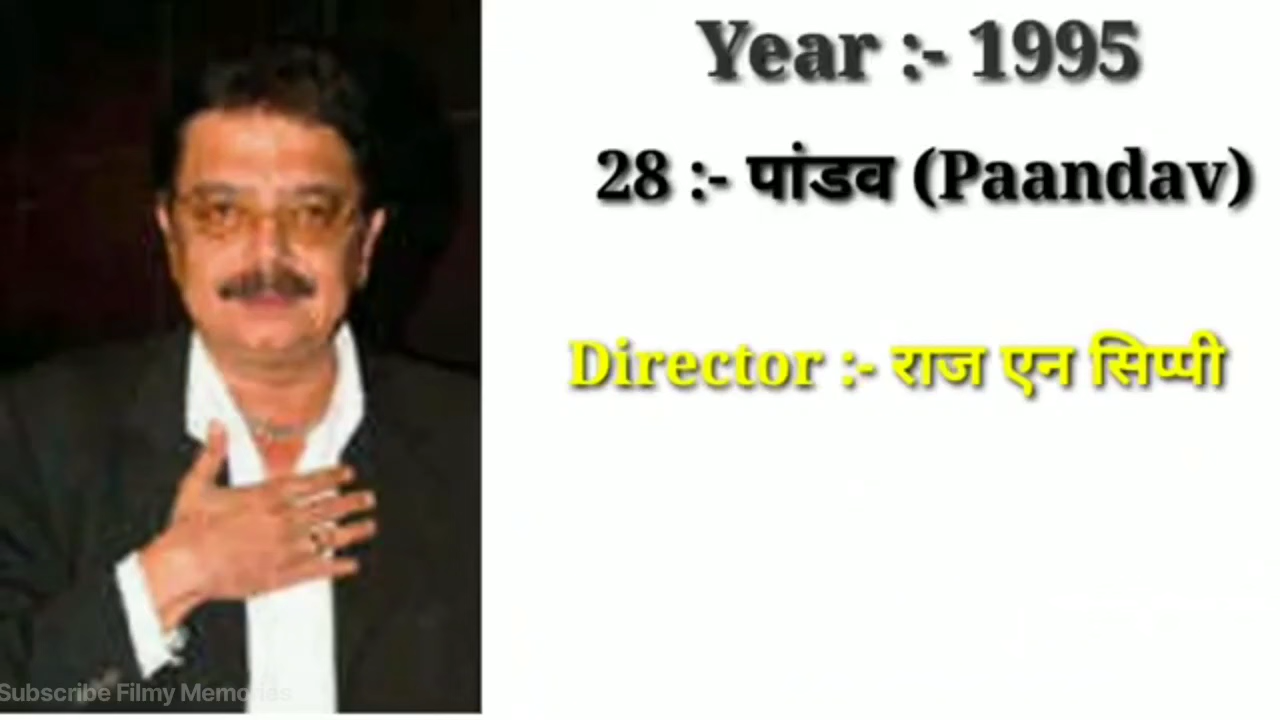 Year :- 1995
28 :- पांडव (Paandav)
Director :- राज एन सिप्पी
Subscribe Filmy Memories